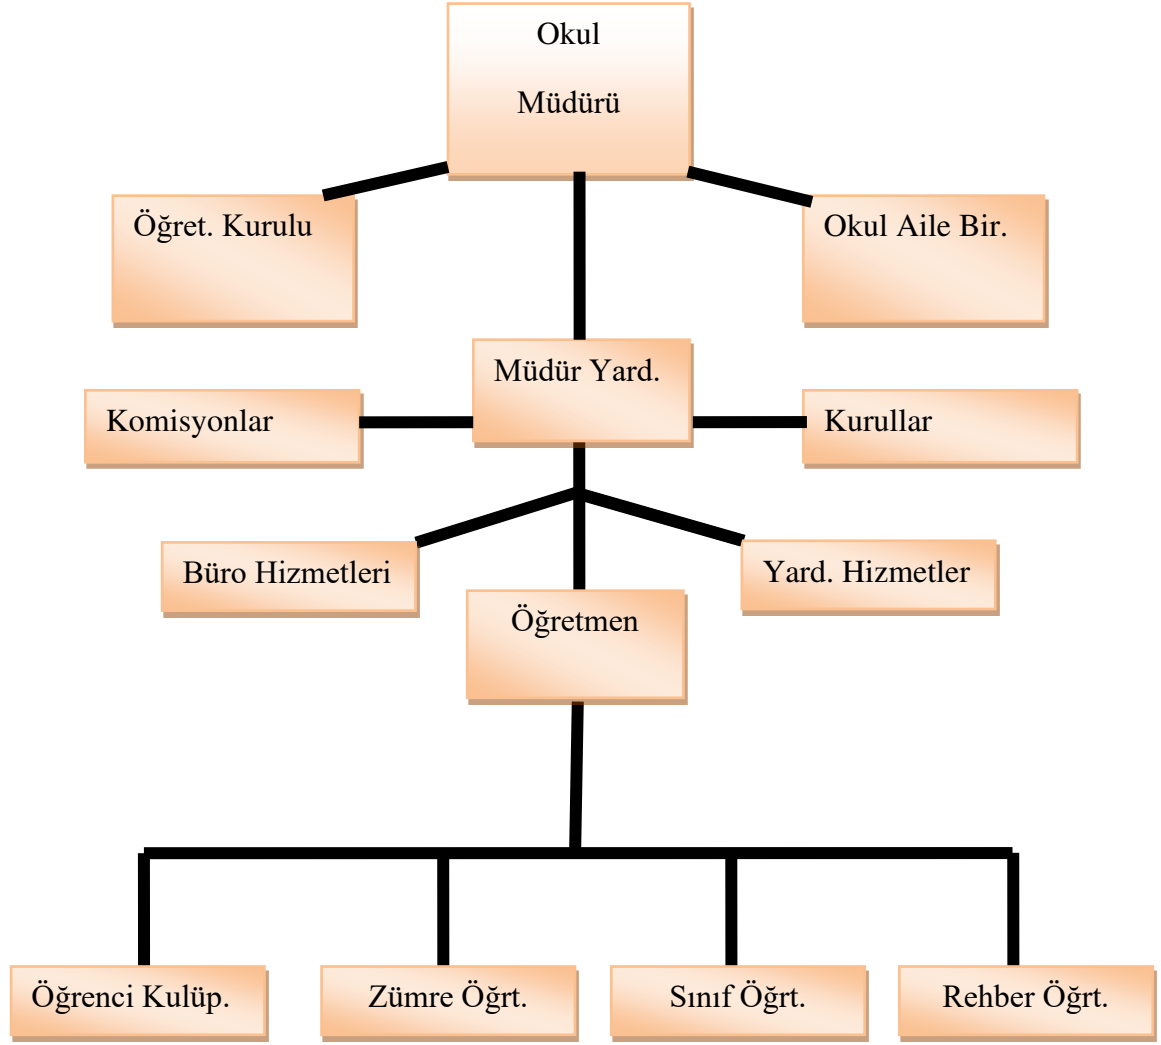 Okul
Müdürü
Öğret. Kurulu
Okul Aile Bir.
Müdür Yard.
Komisyonlar
Kurullar
Büro Hizmetleri
Yard. Hizmetler
Öğretmen
Öğrenci Kulüp.
Zümre Öğrt.
Sınıf Öğrt.
Rehber Öğrt.